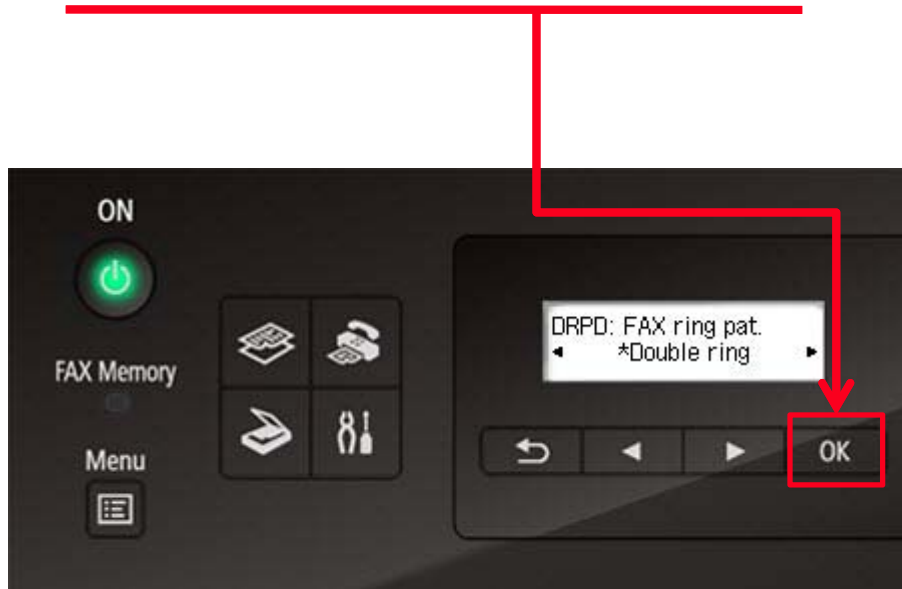 ON
FAX Memory
Menu
DRPD: FAX ring pat.
*Double ring
OK